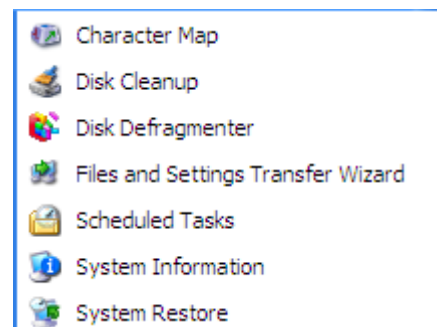 Character Map
Disk Cleanup
Disk Defragmenter
Files and Settings Transfer Wizard
Scheduled Tasks
System Information
System Restore